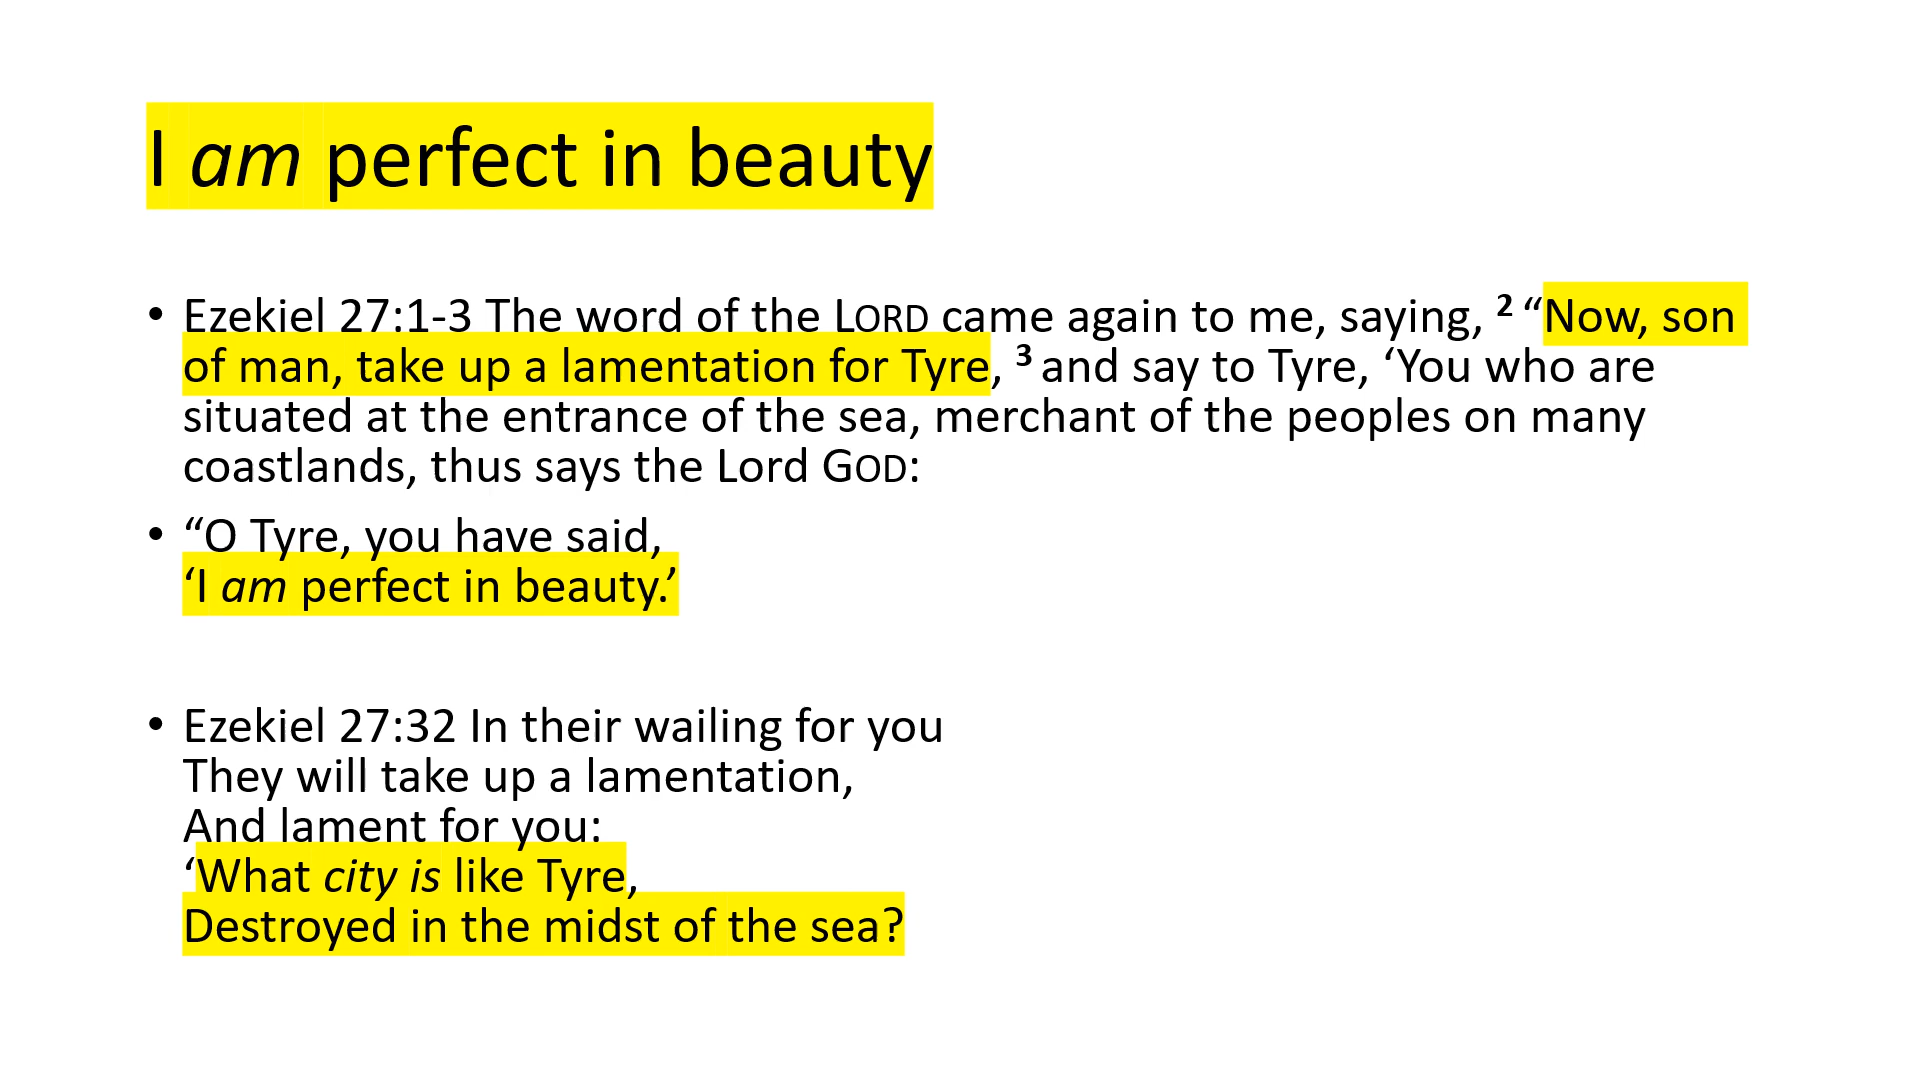 I am perfect in beauty
• Ezekiel 27:1-3 The word of the LORD came again to me, saying, ² “Now, son
of man, take up a lamentation for Tyre, ³ and say to Tyre, ‘You who are
situated at the entrance of the sea, merchant of the peoples on many
coastlands, thus says the Lord GOD:
• “O Tyre, you have said,
‘I am perfect in beauty.’
• Ezekiel 27:32 In their wailing for you
They will take up a lamentation,
And lament for you:
‘What city is like Tyre,
Destroyed in the midst of the sea?